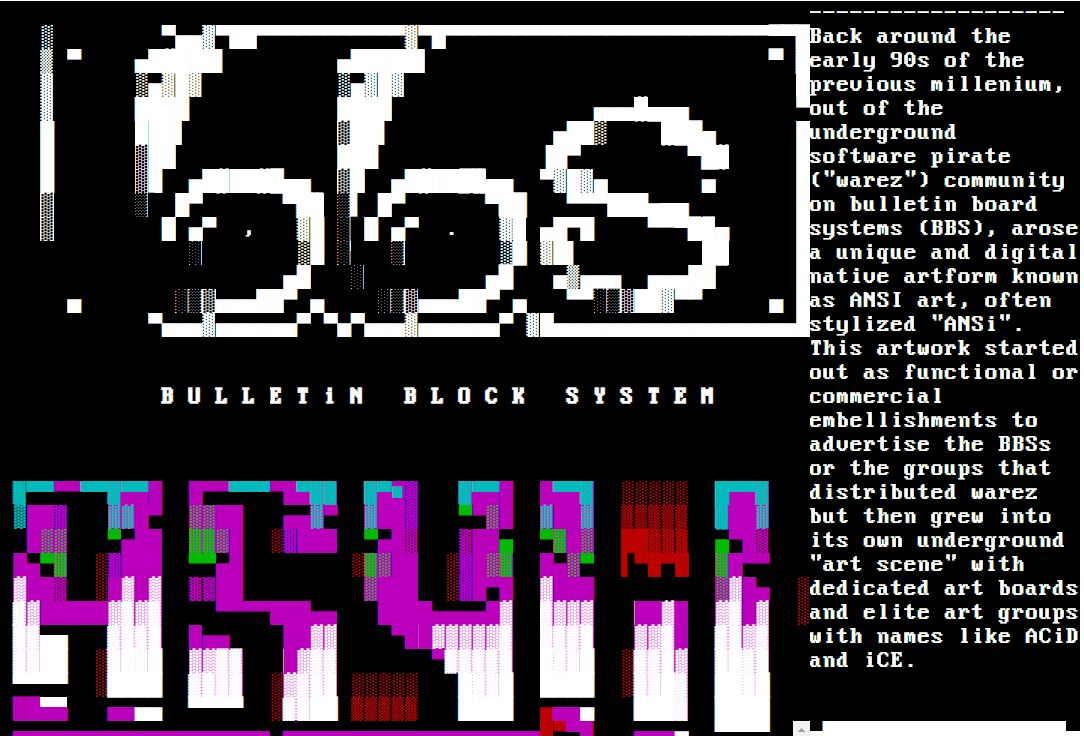 bbs
BULLETiN BLOCK SYSTEM
Back around the
early 90s of the
previous millenium,
out of the
underground
software pirate
("warez") community
on bulletin board
systems (BBS), arose
a unique and digital
native artform known
as ANSI art, often
stylized "ANSi".
This artwork started
out as functional or
commercial
embellishments to
advertise the BBSs
or the groups that
distributed warez
but then grew into
its own underground
"art scene" with
dedicated art boards
and elite art groups
with names like ACiD
and iCE.